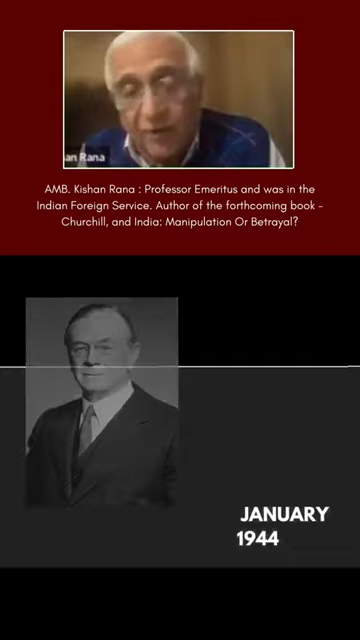 an Rana
AMB. Kishan Rana : Professor Emeritus and was in the
Indian Foreign Service. Author of the forthcoming book -
Churchill, and India: Manipulation Or Betrayal?
JANUARY
1944